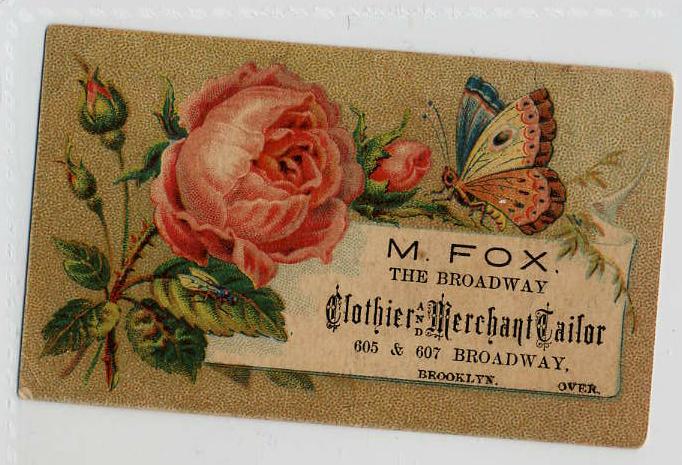 M. FOX.
THE BROADWAY
Clothier AND Merchant Tailor
605 & 607 BROADWAY,
BROOKLYN. OVER.